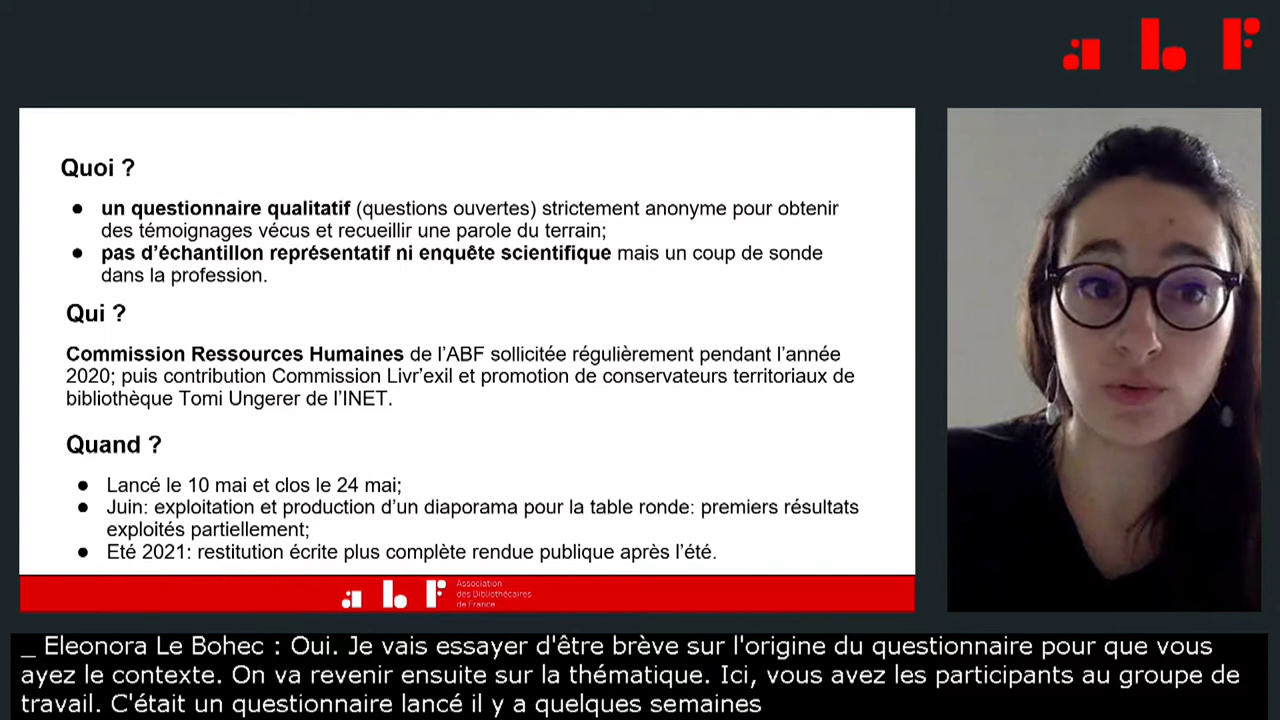 abf
Quoi ?
● un questionnaire qualitatif (questions ouvertes) strictement anonyme pour obtenir
des témoignages vécus et recueillir une parole du terrain;
● pas d’échantillon représentatif ni enquête scientifique mais un coup de sonde
dans la profession.
Qui ?
Commission Ressources Humaines de l’ABF sollicitée régulièrement pendant l’année
2020; puis contribution Commission Livr’exil et promotion de conservateurs territoriaux de
bibliothèque Tomi Ungerer de l’INET.
Quand ?
● Lancé le 10 mai et clos le 24 mai;
● Juin: exploitation et production d’un diaporama pour la table ronde: premiers résultats
exploités partiellement;
● Eté 2021: restitution écrite plus complète rendue publique après l’été.
abf
Association
des Bibliothécaires
de France
_ Eleonora Le Bohec : Oui. Je vais essayer d'être brève sur l'origine du questionnaire pour que vous
ayez le contexte. On va revenir ensuite sur la thématique. Ici, vous avez les participants au groupe de
travail. C'était un questionnaire lancé il y a quelques semaines